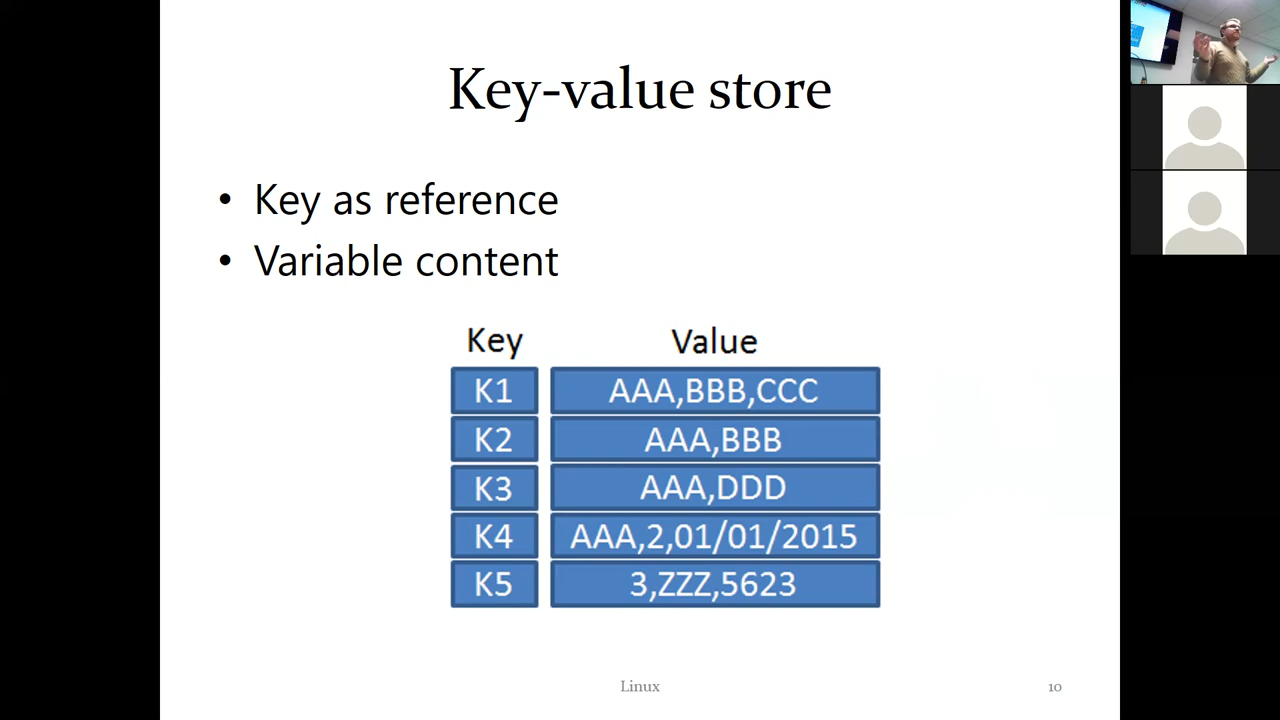 Key-value store
• Key as reference
• Variable content
Key Value
K1 AAA,BBB,CCC
K2 AAA,BBB
K3 AAA,DDD
K4 AAA,2,01/01/2015
K5 3,ZZZ,5623
Linux 10